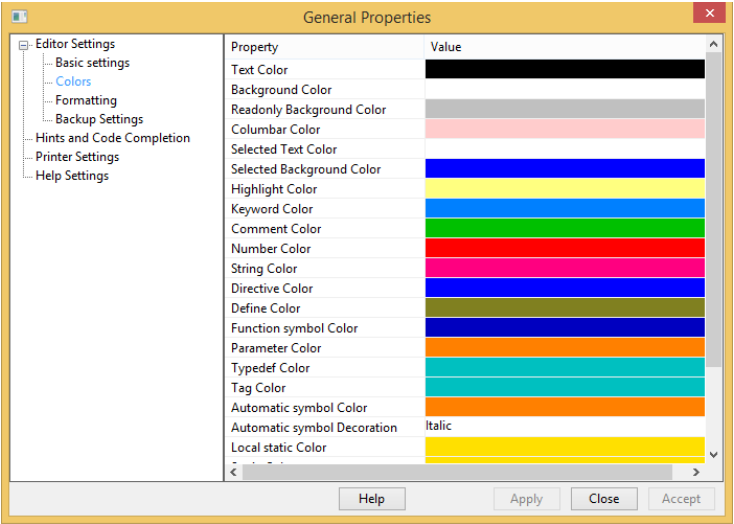 General Properties
Editor Settings
Basic settings
Colors
Formatting
Backup Settings
Hints and Code Completion
Printer Settings
Help Settings
Property Value
Text Color
Background Color
Readonly Background Color
Columbar Color
Selected Text Color
Selected Background Color
Highlight Color
Keyword Color
Comment Color
Number Color
String Color
Directive Color
Define Color
Function symbol Color
Parameter Color
Typedef Color
Tag Color
Automatic symbol Color
Automatic symbol Decoration Italic
Local static Color
Help Apply Close Accept